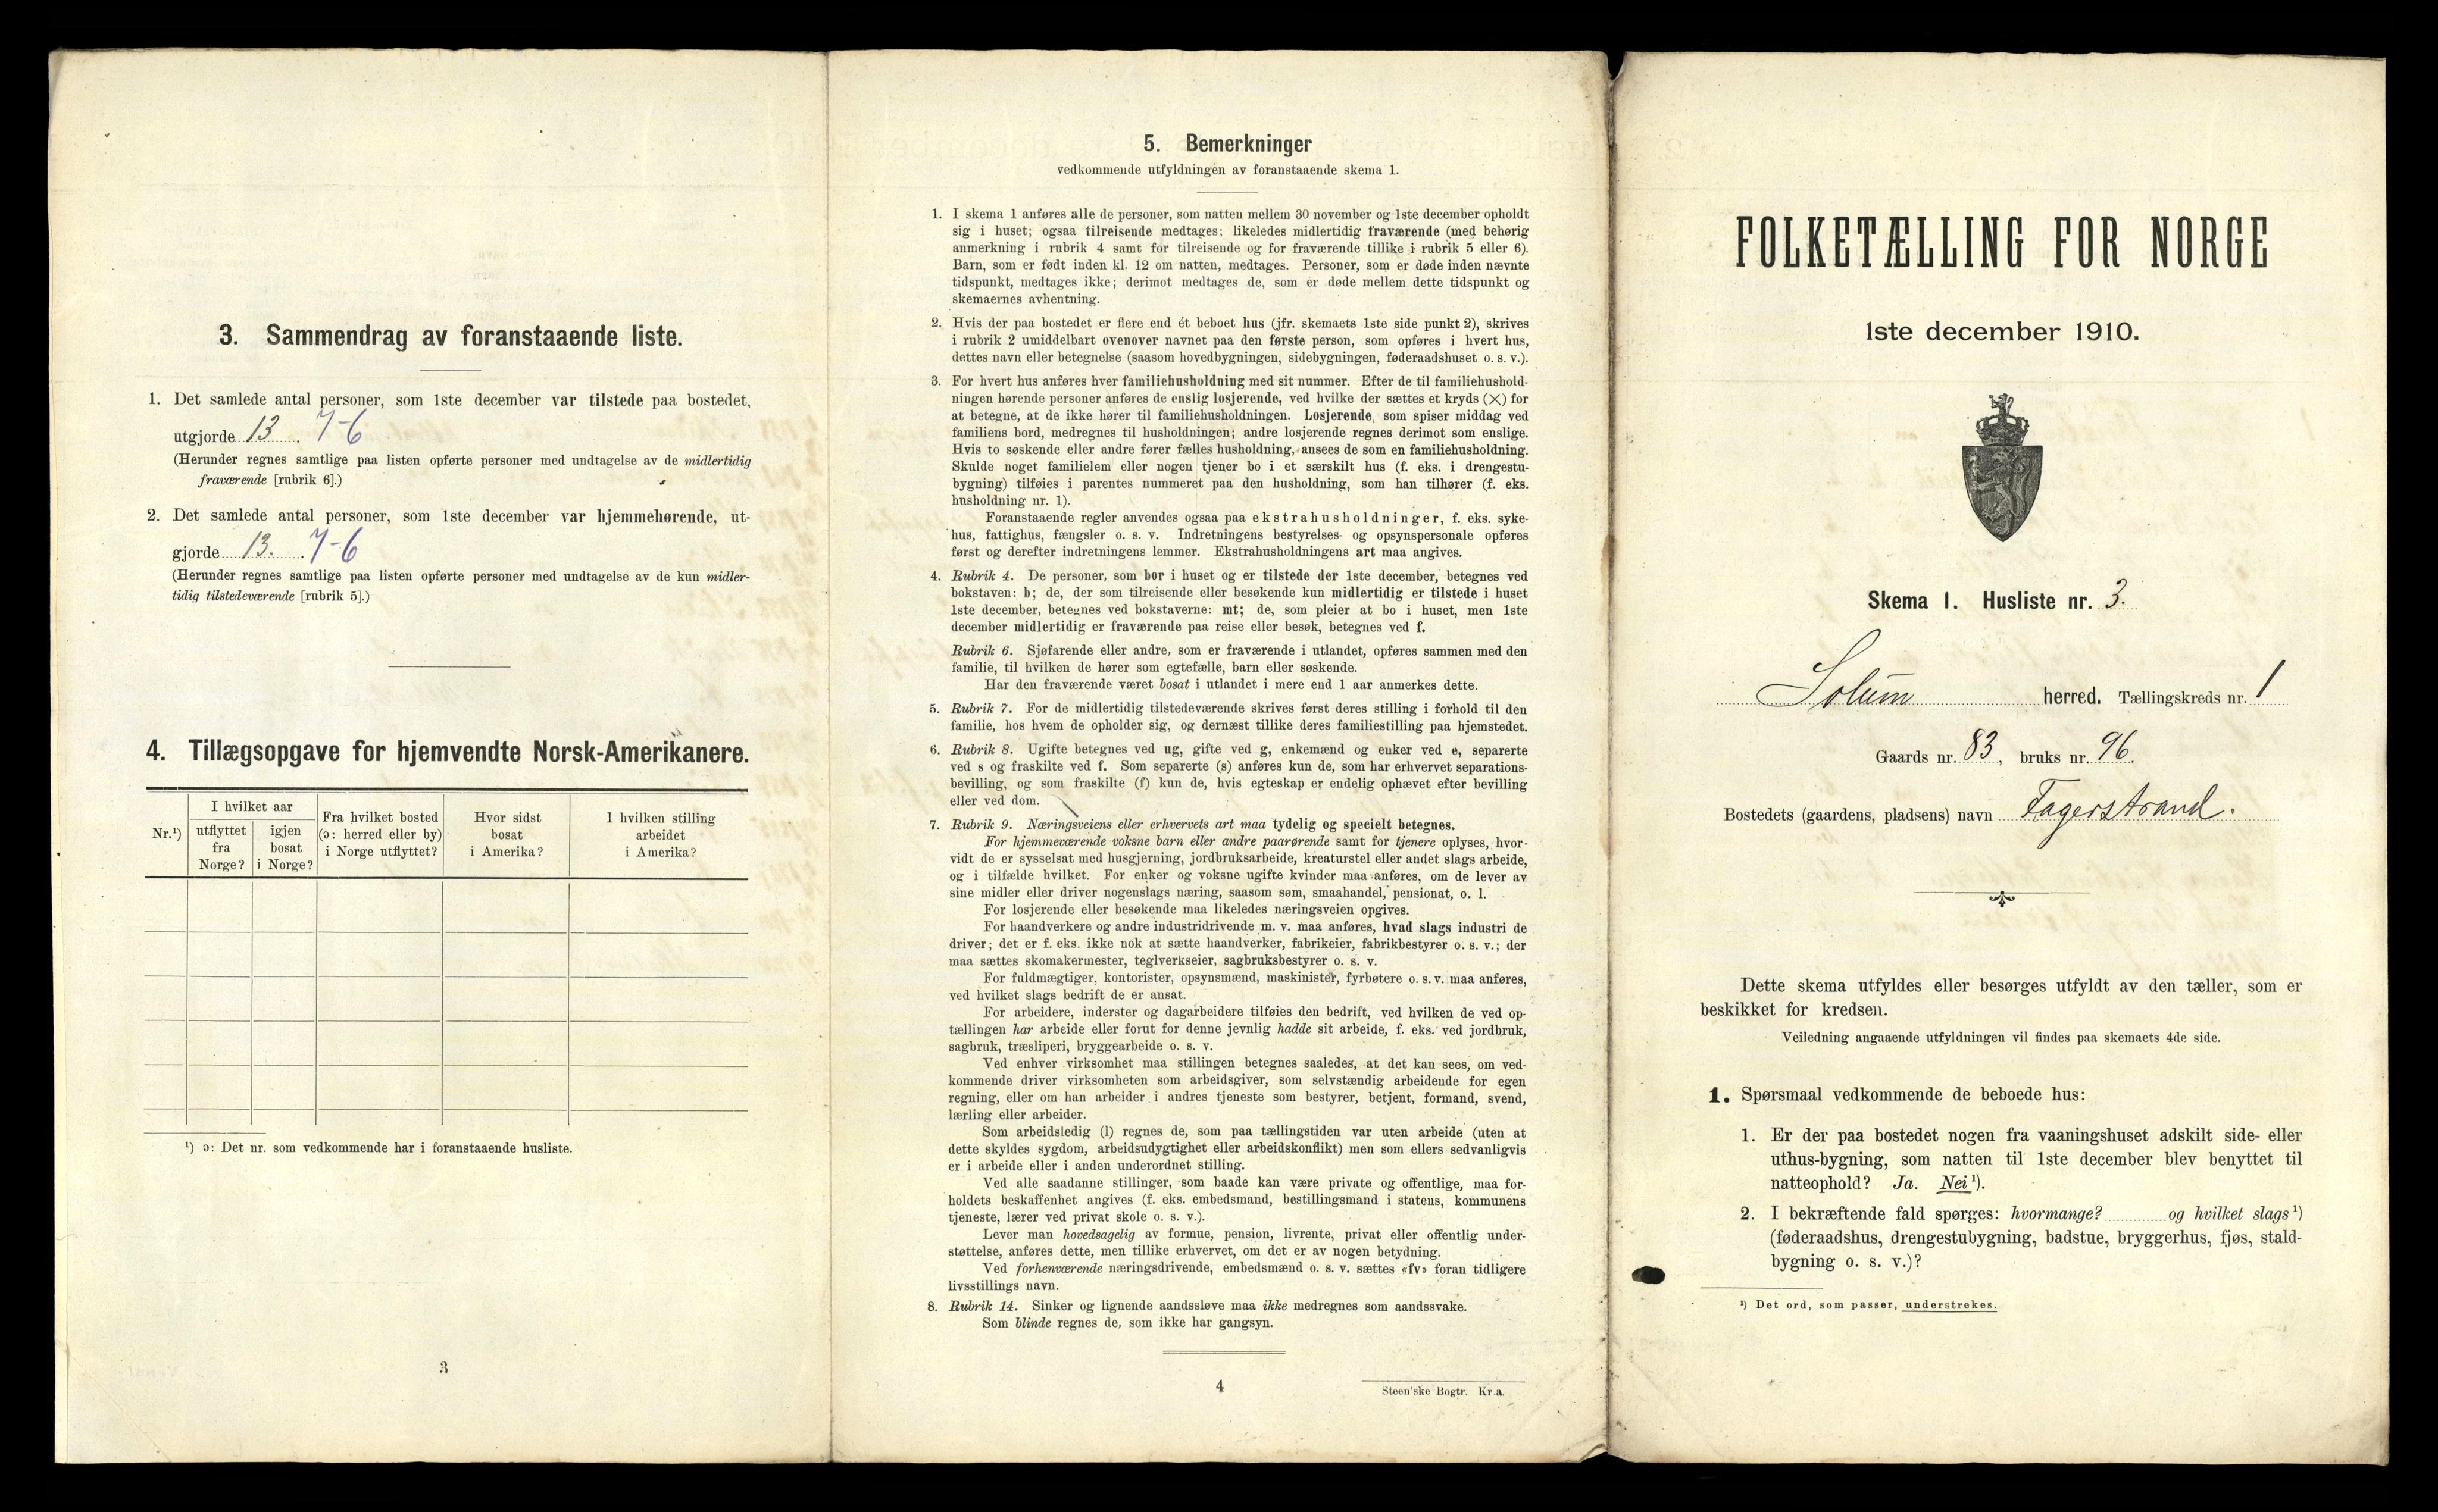 3. Sammendrag av foranstaaende liste.
1. Det samlede antal personer, som 1ste december var tilstede paa bostedet,
utgjorde 13. 7-6
(Herunder regnes samtlige paa listen opførte personer med undtagelse av de midlertidig
fraværende [rubrik 6].)
2. Det samlede antal personer, som 1ste december var hjemmehørende, ut-
gjorde 13. 7-6
(Herunder regnes samtlige paa listen opførte personer med undtagelse av de kun midler-
tidig tilstedeværende [rubrik 5].)
4. Tillægsopgave for hjemvendte Norsk-Amerikanere.
Nr.¹)
I hvilket aar
utflyttet
fra
Norge?
igjen
bosat
i Norge?
Fra hvilket bosted
(ɔ: herred eller by)
i Norge utflyttet?
Hvor sidst
bosat
i Amerika?
I hvilken stilling
arbeidet
i Amerika?
¹) ɔ: Det nr. som vedkommende har i foranstaaende husliste.
3
5. Bemerkninger
vedkommende utfyldningen av foranstaaende skema 1.
1. I skema 1 anføres alle de personer, som natten mellem 30 november og 1ste december opholdt
sig i huset; ogsaa tilreisende medtages; likeledes midlertidig fraværende (med behørig
anmerkning i rubrik 4 samt for tilreisende og for fraværende tillike i rubrik 5 eller 6).
Barn, som er født inden kl. 12 om natten, medtages. Personer, som er døde inden nævnte
tidspunkt, medtages ikke; derimot medtages de, som er døde mellem dette tidspunkt og
skemaernes avhentning.
2. Hvis der paa bostedet er flere end ét beboet hus (jfr. skemaets 1ste side punkt 2), skrives
i rubrik 2 umiddelbart ovenover navnet paa den første person, som opføres i hvert hus,
dettes navn eller betegnelse (saasom hovedbygningen, sidebygningen, føderaadshuset o. s. v.).
3. For hvert hus anføres hver familiehusholdning med sit nummer. Efter de til familiehushold-
ningen hørende personer anføres de enslig losjerende, ved hvilke der sættes et kryds (×) for
at betegne, at de ikke hører til familiehusholdningen. Losjerende, som spiser middag ved
familiens bord, medregnes til husholdningen; andre losjerende regnes derimot som enslige.
Hvis to søskende eller andre fører fælles husholdning, ansees de som en familiehusholdning.
Skulde noget familielem eller nogen tjener bo i et særskilt hus (f. eks. i drengestu-
bygning) tilføies i parentes nummeret paa den husholdning, som han tilhører (f. eks.
husholdning nr. 1).
Foranstaaende regler anvendes ogsaa paa ekstrahusholdninger, f. eks. syke-
hus, fattighus, fængsler o. s. v. Indretningens bestyrelses- og opsynspersonale opføres
først og derefter indretningens lemmer. Ekstrahusholdningens art maa angives.
4. Rubrik 4. De personer, som bor i huset og er tilstede der 1ste december, betegnes ved
bokstaven: b; de, der som tilreisende eller besøkende kun midlertidig er tilstede i huset
1ste december, betegnes ved bokstaverne: mt; de, som pleier at bo i huset, men 1ste
december midlertidig er fraværende paa reise eller besøk, betegnes ved f.
Rubrik 6. Sjøfarende eller andre, som er fraværende i utlandet, opføres sammen med den
familie, til hvilken de hører som egtefælle, barn eller søskende.
Har den fraværende været bosat i utlandet i mere end 1 aar anmerkes dette.
5. Rubrik 7. For de midlertidig tilstedeværende skrives først deres stilling i forhold til den
familie, hos hvem de opholder sig, og dernæst tillike deres familiestilling paa hjemstedet.
6. Rubrik 8. Ugifte betegnes ved ug, gifte ved g, enkemænd og enker ved e, separerte
ved s og fraskilte ved f. Som separerte (s) anføres kun de, som har erhvervet separations-
bevilling, og som fraskilte (f) kun de, hvis egteskap er endelig ophævet efter bevilling
eller ved dom.
7. Rubrik 9. Næringsveiens eller erhvervets art maa tydelig og specielt betegnes.
For hjemmeværende voksne barn eller andre paarørende samt for tjenere oplyses, hvor-
vidt de er sysselsat med husgjerning, jordbruksarbeide, kreaturstel eller andet slags arbeide,
og i tilfælde hvilket. For enker og voksne ugifte kvinder maa anføres, om de lever av
sine midler eller driver nogenslags næring, saasom søm, smaahandel, pensionat, o. l.
For losjerende eller besøkende maa likeledes næringsveien opgives.
For haandverkere og andre industridrivende m. v. maa anføres, hvad slags industri de
driver; det er f. eks. ikke nok at sætte haandverker, fabrikeier, fabrikbestyrer o. s. v.; der
maa sættes skomakermester, teglverkseier, sagbruksbestyrer o. s. v.
For fuldmægtiger, kontorister, opsynsmænd, maskinister, fyrbøtere o. s. v. maa anføres,
ved hvilket slags bedrift de er ansat.
For arbeidere, inderster og dagarbeidere tilføies den bedrift, ved hvilken de ved op-
tællingen har arbeide eller forut for denne jevnlig hadde sit arbeide, f. eks. ved jordbruk,
sagbruk, træsliperi, bryggearbeide o. s. v.
Ved enhver virksomhet maa stillingen betegnes saaledes, at det kan sees, om ved-
kommende driver virksomheten som arbeidsgiver, som selvstændig arbeidende for egen
regning, eller om han arbeider i andres tjeneste som bestyrer, betjent, formand, svend,
lærling eller arbeider.
Som arbeidsledig (l) regnes de, som paa tællingstiden var uten arbeide (uten at
dette skyldes sygdom, arbeidsudygtighet eller arbeidskonflikt) men som ellers sedvanligvis
er i arbeide eller i anden underordnet stilling.
Ved alle saadanne stillinger, som baade kan være private og offentlige, maa for-
holdets beskaffenhet angives (f. eks. embedsmand, bestillingsmand i statens, kommunens
tjeneste, lærer ved privat skole o. s. v.).
Lever man hovedsagelig av formue, pension, livrente, privat eller offentlig under-
støttelse, anføres dette, men tillike erhvervet, om det er av nogen betydning.
Ved forhenværende næringsdrivende, embedsmænd o. s. v. sættes «fv» foran tidligere
livsstillings navn.
8. Rubrik 14. Sinker og lignende aandssløve maa ikke medregnes som aandssvake.
Som blinde regnes de, som ikke har gangsyn.
4
Steen'ske Bogtr. Kr.a.
FOLKETÆLLING FOR NORGE
1ste december 1910.
Skema 1. Husliste nr. 3.
Solum herred. Tællingskreds nr. 1
Gaards nr. 83, bruks nr. 96.
Bostedets (gaardens, pladsens) navn Fagerstrand.
Dette skema utfyldes eller besørges utfyldt av den tæller, som er
beskikket for kredsen.
Veiledning angaaende utfyldningen vil findes paa skemaets 4de side.
1. Spørsmaal vedkommende de beboede hus:
1. Er der paa bostedet nogen fra vaaningshuset adskilt side- eller
uthus-bygning, som natten til 1ste december blev benyttet til
natteophold? Ja. Nei ¹).
2. I bekræftende fald spørges: hvormange? og hvilket slags ¹)
(føderaadshus, drengestubygning, badstue, bryggerhus, fjøs, stald-
bygning o. s. v.)?
¹) Det ord, som passer, understrekes.